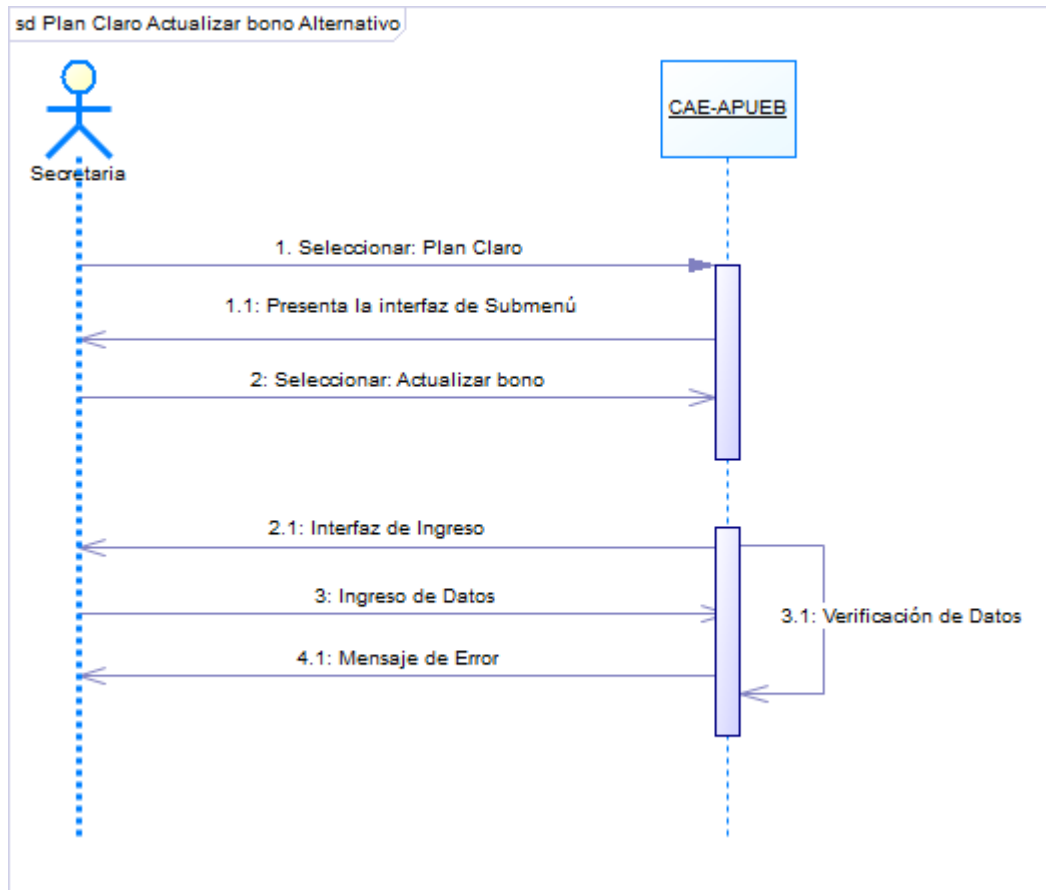 sd Plan Claro Actualizar bono Alternativo
CAE-APUEB
Secretaria
1. Seleccionar: Plan Claro
1.1: Presenta la interfaz de Submenú
2: Seleccionar: Actualizar bono
2.1: Interfaz de Ingreso
3: Ingreso de Datos
3.1: Verificación de Datos
4.1: Mensaje de Error